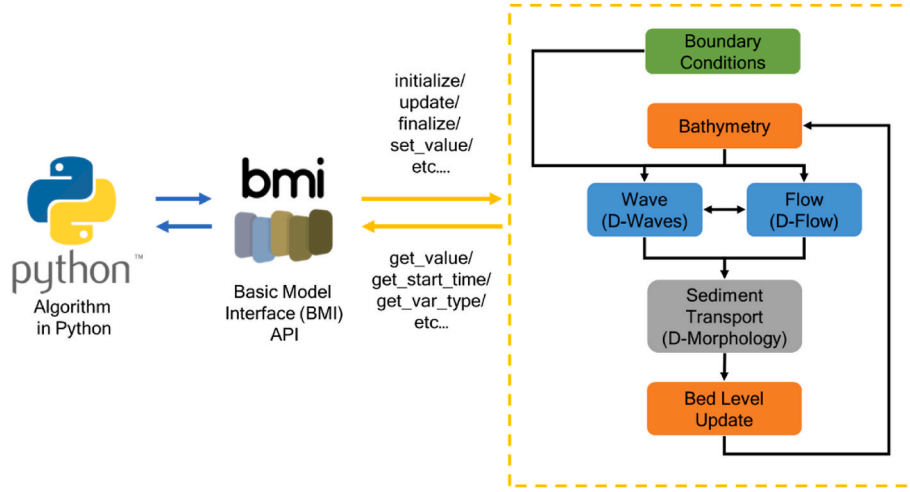 python™
Algorithm
in Python
bmi
Basic Model
Interface (BMI)
API
initialize/
update/
finalize/
set_value/
etc....
get_value/
get_start_time/
get_var_type/
etc...
Boundary
Conditions
Bathymetry
Wave
(D-Waves)
Flow
(D-Flow)
Sediment
Transport
(D-Morphology)
Bed Level
Update